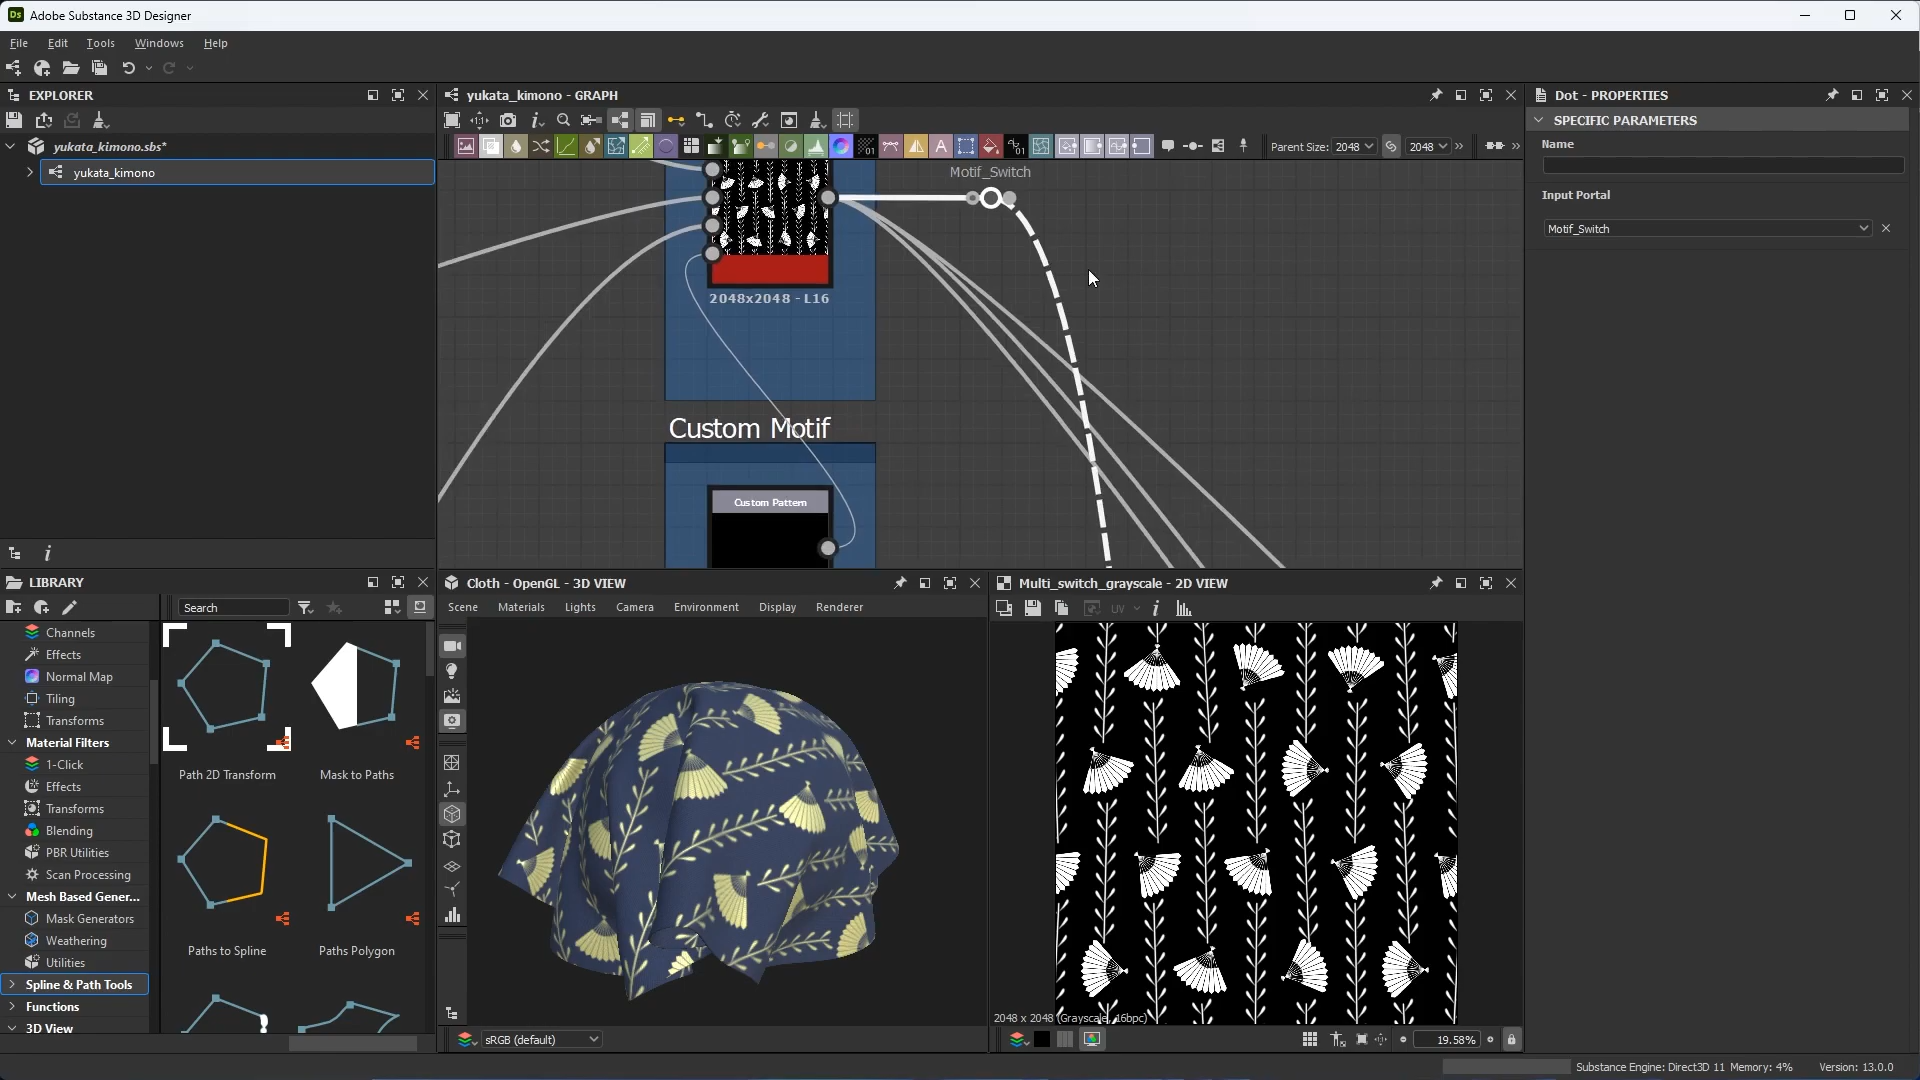 Ds Adobe Substance 3D Designer
File Edit Tools Windows Help
EXPLORER
yukata_kimono.sbs*
yukata_kimono
yukata_kimono - GRAPH
Parent Size: 2048 2048
Motif_Switch
2048x2048 - L16
Custom Motif
Custom Pattern
Dot - PROPERTIES
SPECIFIC PARAMETERS
Name
Input Portal
Motif_Switch
LIBRARY
Search
Channels
Effects
Normal Map
Tiling
Transforms
Material Filters
1-Click
Effects
Transforms
Blending
PBR Utilities
Scan Processing
Mesh Based Gener...
Mask Generators
Weathering
Utilities
Spline & Path Tools
Functions
3D View
Path 2D Transform
Mask to Paths
Paths to Spline
Paths Polygon
Cloth - OpenGL - 3D VIEW
Scene Materials Lights Camera Environment Display Renderer
sRGB (default)
Multi_switch_grayscale - 2D VIEW
UV
2048 x 2048 (Grayscale, 16bpc)
19.58%
Substance Engine: Direct3D 11 Memory: 4% Version: 13.0.0